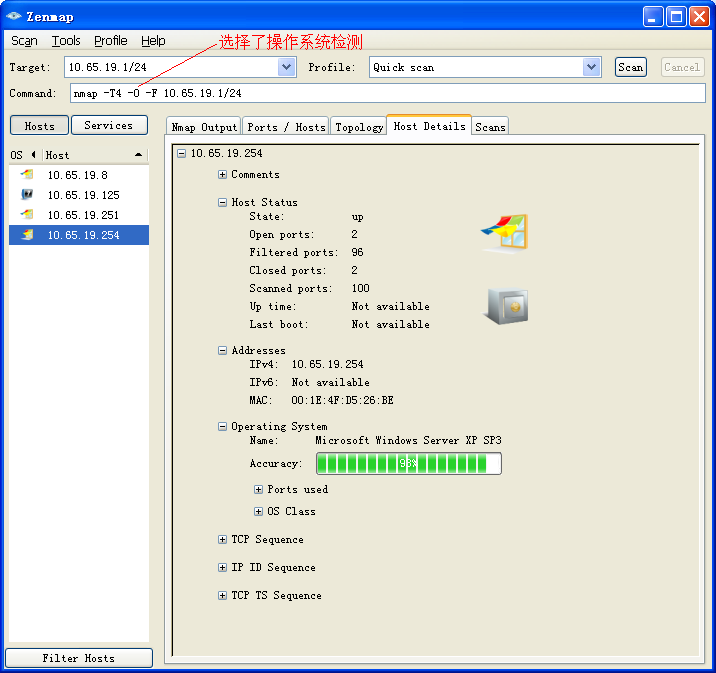 Zenmap
Scan Tools Profile Help
选择了操作系统检测
Target: 10.65.19.1/24 Profile: Quick scan Scan Cancel
Command: nmap -T4 -O -F 10.65.19.1/24
Hosts Services
Nmap Output Ports / Hosts Topology Host Details Scans
OS Host
10.65.19.8
10.65.19.125
10.65.19.251
10.65.19.254
10.65.19.254
Comments
Host Status
State: up
Open ports: 2
Filtered ports: 96
Closed ports: 2
Scanned ports: 100
Up time: Not available
Last boot: Not available
Addresses
IPv4: 10.65.19.254
IPv6: Not available
MAC: 00:1E:4F:D5:26:BE
Operating System
Name: Microsoft Windows Server XP SP3
Accuracy: 93%
Ports used
OS Class
TCP Sequence
IP ID Sequence
TCP TS Sequence
Filter Hosts